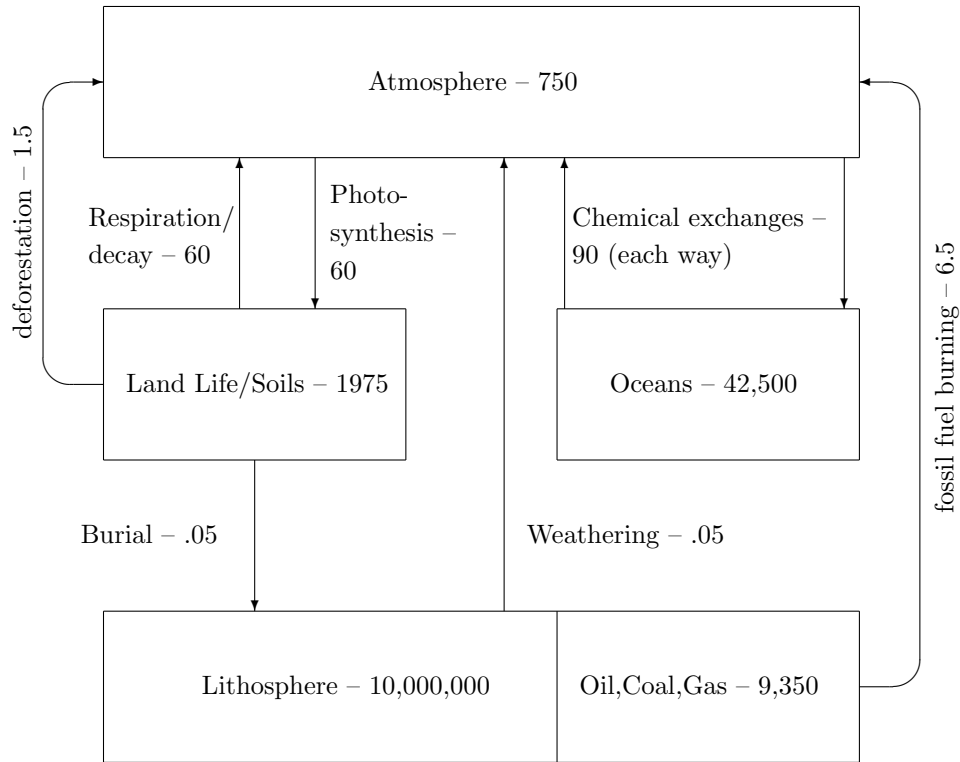 Atmosphere – 750
deforestation – 1.5
Respiration/
decay – 60
Photo-
synthesis –
60
Chemical exchanges –
90 (each way)
fossil fuel burning – 6.5
Land Life/Soils – 1975
Oceans – 42,500
Burial – .05
Weathering – .05
Lithosphere – 10,000,000
Oil,Coal,Gas – 9,350